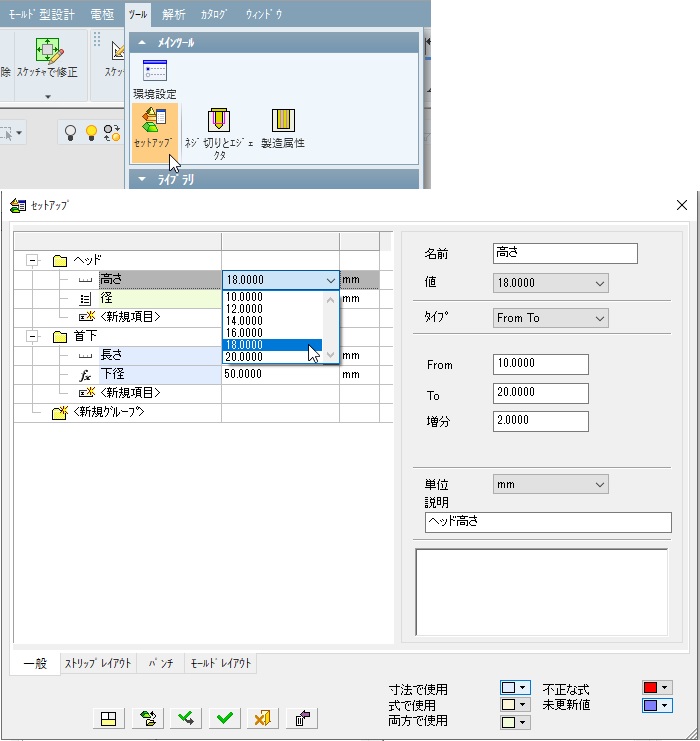 ﾓｰﾙﾄﾞ型設計 電極 ﾂｰﾙ 解析 ｶﾀﾛｸﾞ ｳｨﾝﾄﾞｳ
メインツール
除 スケッチャで修正 スケッ
環境設定
セットアップ ネジ切りとエジェクタ 製造属性
ライブラリ
セットアップ
ヘッド
高さ 18.0000 mm
径 10.0000 mm
12.0000
<新規項目> 14.0000
首下 16.0000
18.0000
長さ 20.0000 mm
下径 50.0000 mm
<新規項目>
<新規グループ>
名前 高さ
値 18.0000
ﾀｲﾌﾟ From To
From 10.0000
To 20.0000
増分 2.0000
単位 mm
説明
ヘッド高さ
一般 ｽﾄﾘｯﾌﾟﾚｲｱｳﾄ ﾊﾟﾝﾁ ﾓｰﾙﾄﾞﾚｲｱｳﾄ
寸法で使用 不正な式
式で使用 未更新値
両方で使用